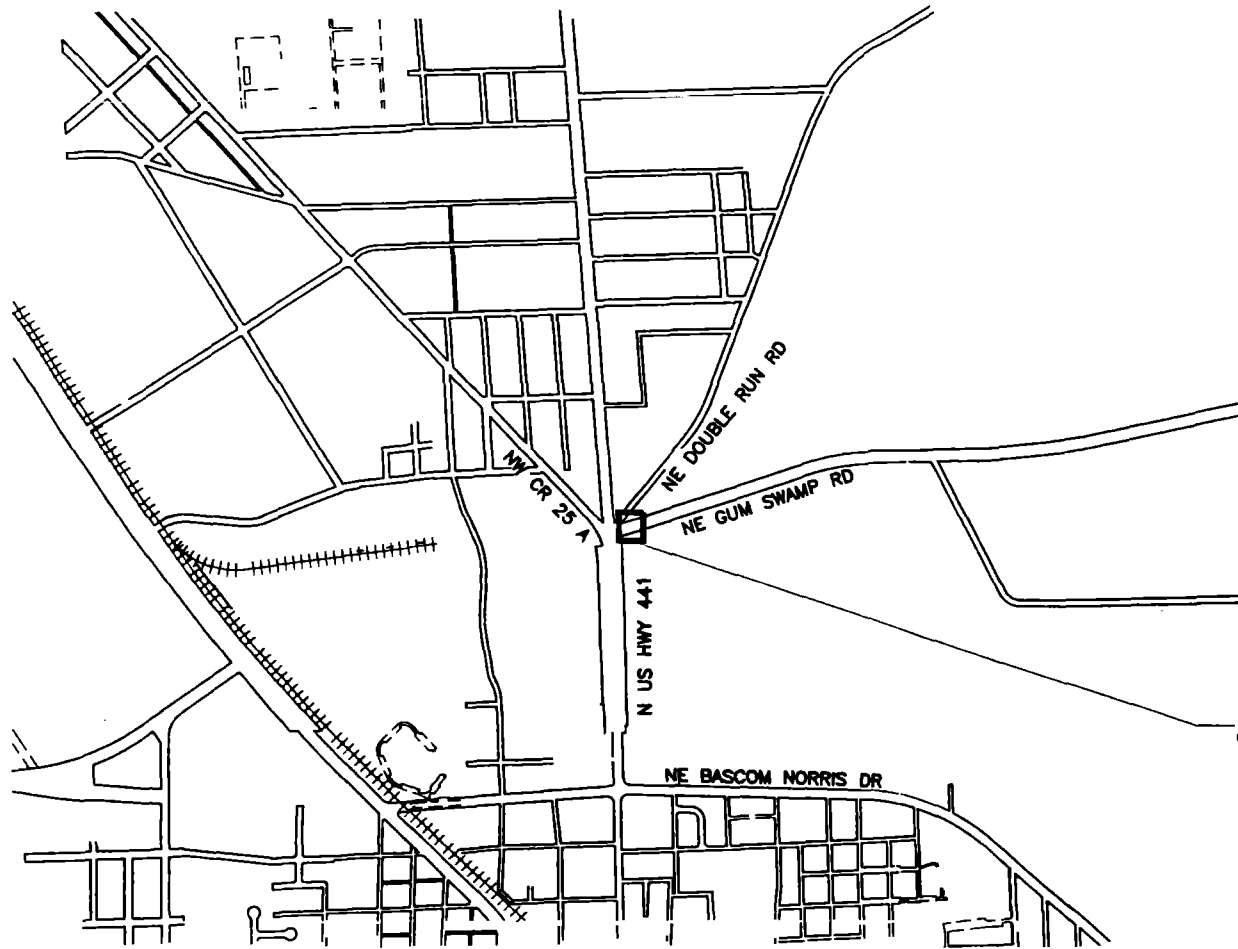 NE DOUBLE RUN RD
NW CR 25 A
NE GUM SWAMP RD
N US HWY 441
NE BASCOM NORRIS DR